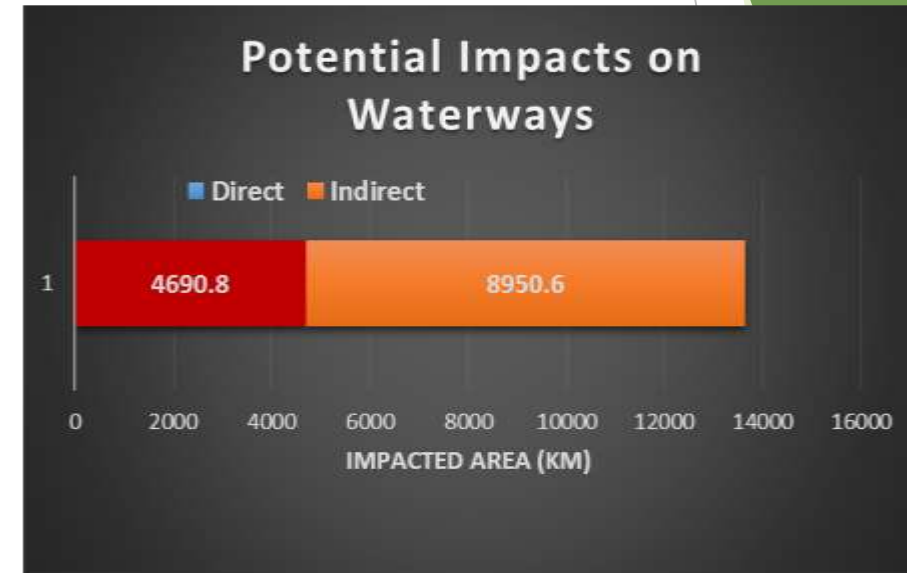 Potential Impacts on
Waterways
Direct Indirect
1 4690.8 8950.6
0 2000 4000 6000 8000 10000 12000 14000 16000
IMPACTED AREA (KM)